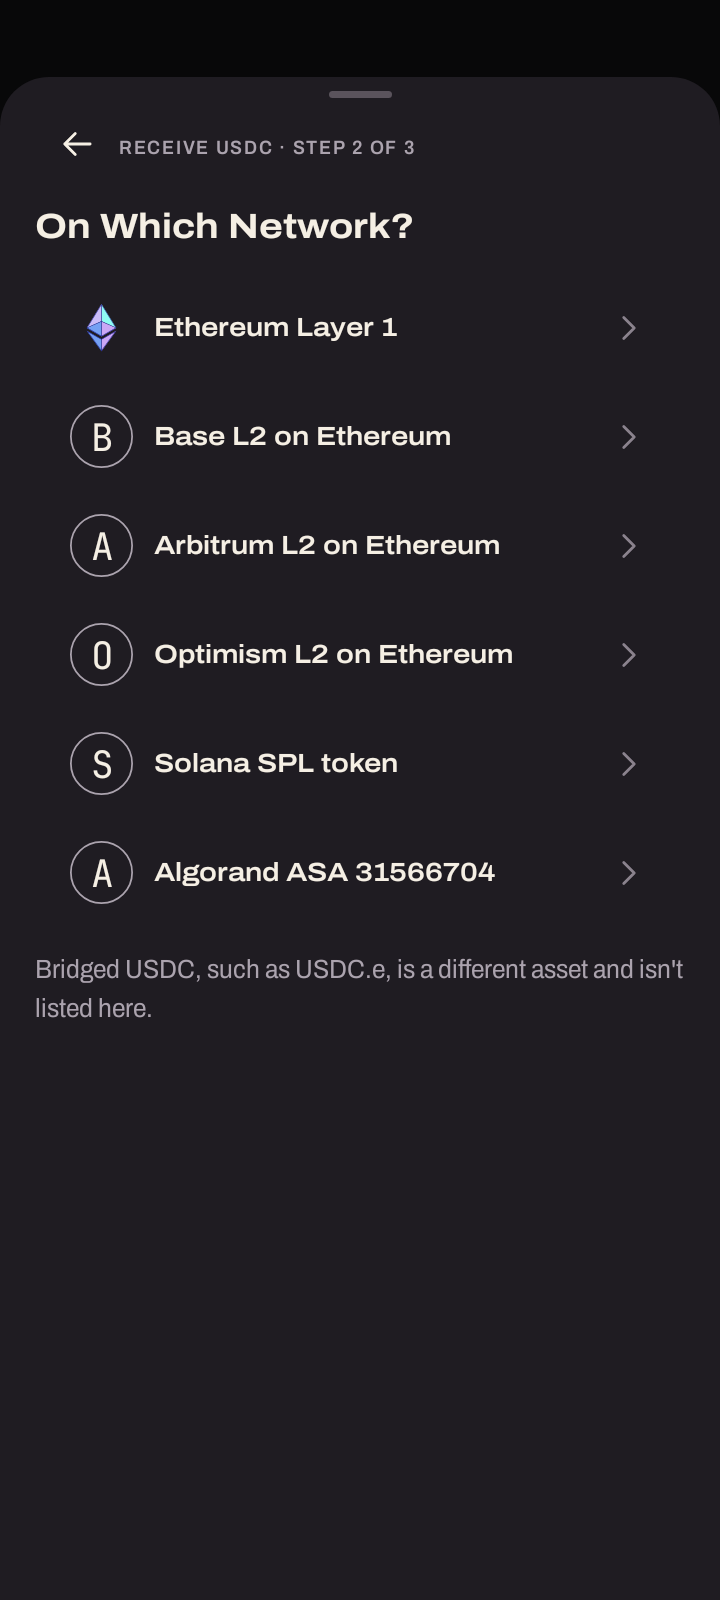 RECEIVE USDC · STEP 2 OF 3
On Which Network?
Ethereum Layer 1
B Base L2 on Ethereum
A Arbitrum L2 on Ethereum
O Optimism L2 on Ethereum
S Solana SPL token
A Algorand ASA 31566704
Bridged USDC, such as USDC.e, is a different asset and isn't
listed here.